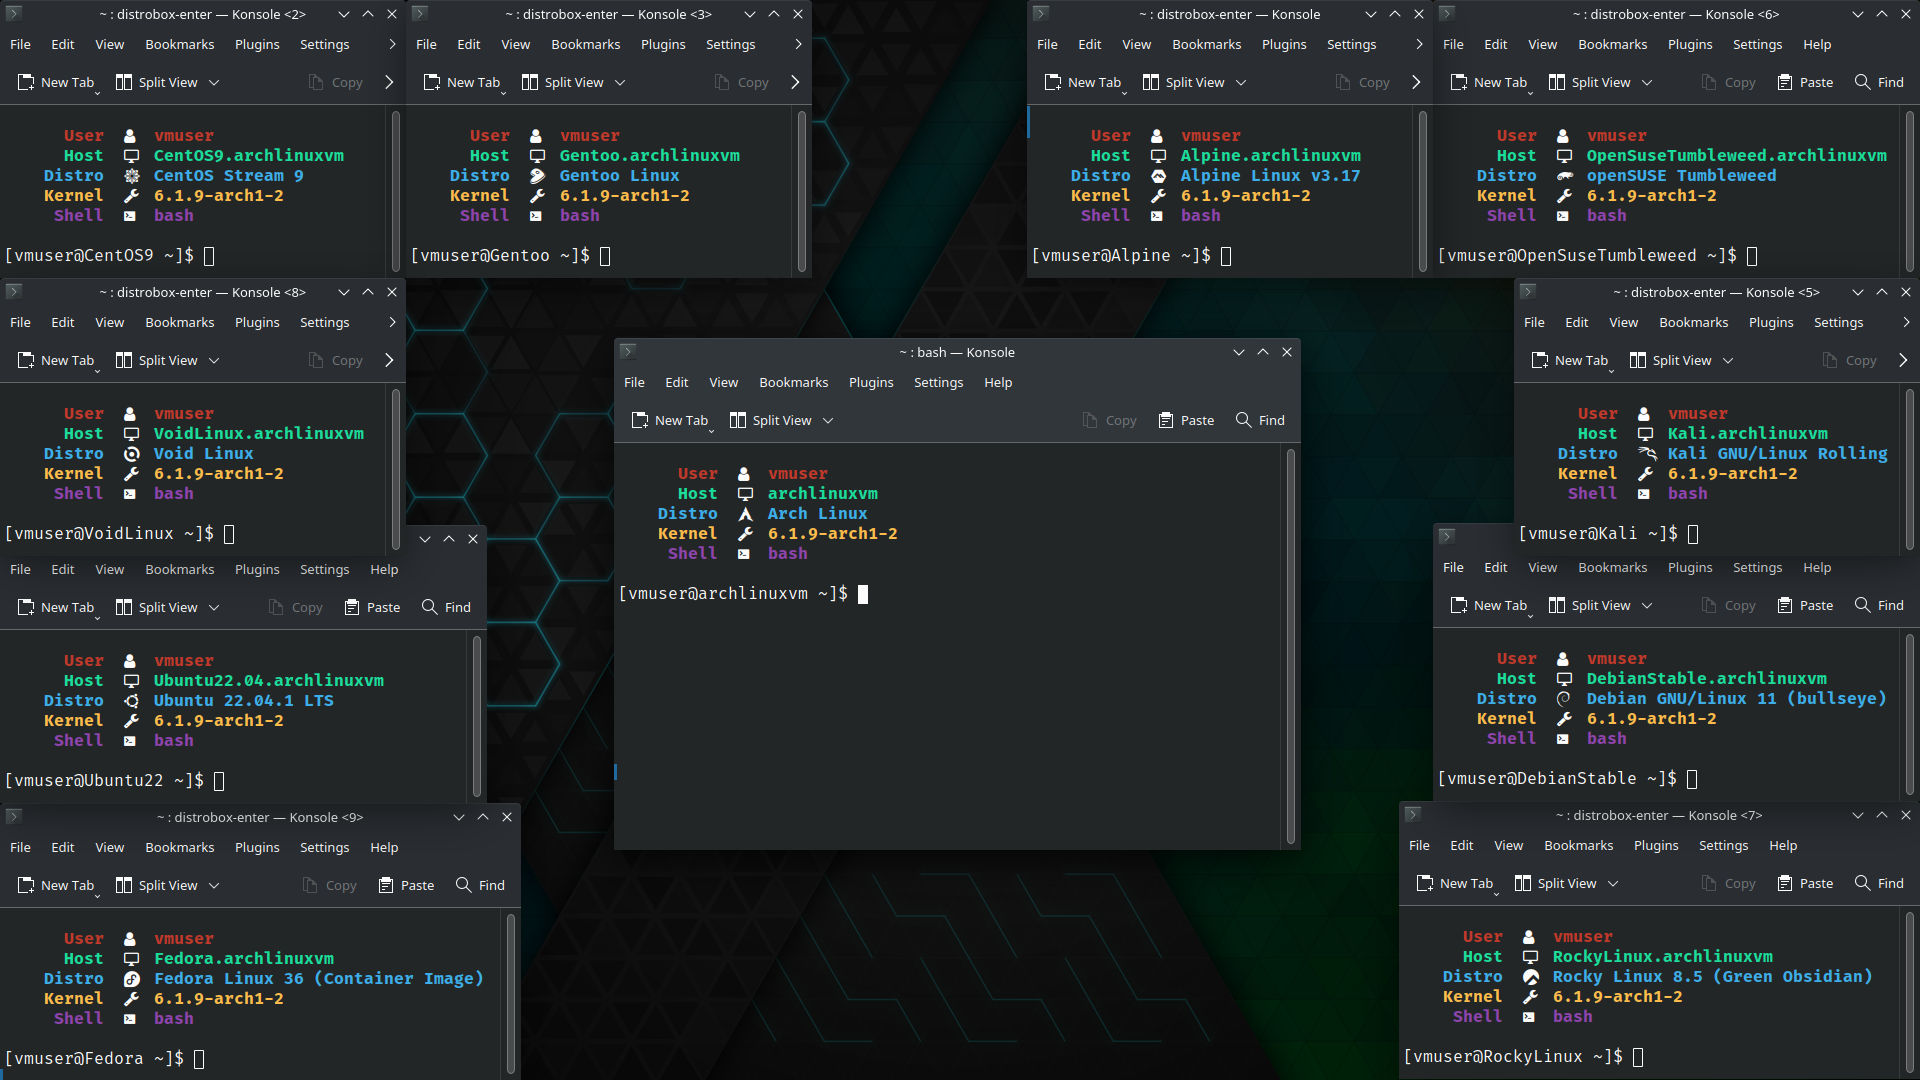 ~ : distrobox-enter — Konsole <2>
File Edit View Bookmarks Plugins Settings
New Tab Split View Copy
User vmuser
Host CentOS9.archlinuxvm
Distro CentOS Stream 9
Kernel 6.1.9-arch1-2
Shell bash
[vmuser@CentOS9 ~]$
~ : distrobox-enter — Konsole <3>
File Edit View Bookmarks Plugins Settings
New Tab Split View Copy
User vmuser
Host Gentoo.archlinuxvm
Distro Gentoo Linux
Kernel 6.1.9-arch1-2
Shell bash
[vmuser@Gentoo ~]$
~ : distrobox-enter — Konsole
File Edit View Bookmarks Plugins Settings
New Tab Split View Copy
User vmuser
Host Alpine.archlinuxvm
Distro Alpine Linux v3.17
Kernel 6.1.9-arch1-2
Shell bash
[vmuser@Alpine ~]$
~ : distrobox-enter — Konsole <6>
File Edit View Bookmarks Plugins Settings Help
New Tab Split View Copy Paste Find
User vmuser
Host OpenSuseTumbleweed.archlinuxvm
Distro openSUSE Tumbleweed
Kernel 6.1.9-arch1-2
Shell bash
[vmuser@OpenSuseTumbleweed ~]$
~ : distrobox-enter — Konsole <8>
File Edit View Bookmarks Plugins Settings
New Tab Split View Copy
User vmuser
Host VoidLinux.archlinuxvm
Distro Void Linux
Kernel 6.1.9-arch1-2
Shell bash
[vmuser@VoidLinux ~]$
~ : bash — Konsole
File Edit View Bookmarks Plugins Settings Help
New Tab Split View Copy Paste Find
User vmuser
Host archlinuxvm
Distro Arch Linux
Kernel 6.1.9-arch1-2
Shell bash
[vmuser@archlinuxvm ~]$
~ : distrobox-enter — Konsole <5>
File Edit View Bookmarks Plugins Settings
New Tab Split View Copy
User vmuser
Host Kali.archlinuxvm
Distro Kali GNU/Linux Rolling
Kernel 6.1.9-arch1-2
Shell bash
[vmuser@Kali ~]$
File Edit View Bookmarks Plugins Settings Help
New Tab Split View Copy Paste Find
User vmuser
Host Ubuntu22.04.archlinuxvm
Distro Ubuntu 22.04.1 LTS
Kernel 6.1.9-arch1-2
Shell bash
[vmuser@Ubuntu22 ~]$
File Edit View Bookmarks Plugins Settings Help
New Tab Split View Copy Paste Find
User vmuser
Host DebianStable.archlinuxvm
Distro Debian GNU/Linux 11 (bullseye)
Kernel 6.1.9-arch1-2
Shell bash
[vmuser@DebianStable ~]$
~ : distrobox-enter — Konsole <9>
File Edit View Bookmarks Plugins Settings Help
New Tab Split View Copy Paste Find
User vmuser
Host Fedora.archlinuxvm
Distro Fedora Linux 36 (Container Image)
Kernel 6.1.9-arch1-2
Shell bash
[vmuser@Fedora ~]$
~ : distrobox-enter — Konsole <7>
File Edit View Bookmarks Plugins Settings Help
New Tab Split View Copy Paste Find
User vmuser
Host RockyLinux.archlinuxvm
Distro Rocky Linux 8.5 (Green Obsidian)
Kernel 6.1.9-arch1-2
Shell bash
[vmuser@RockyLinux ~]$